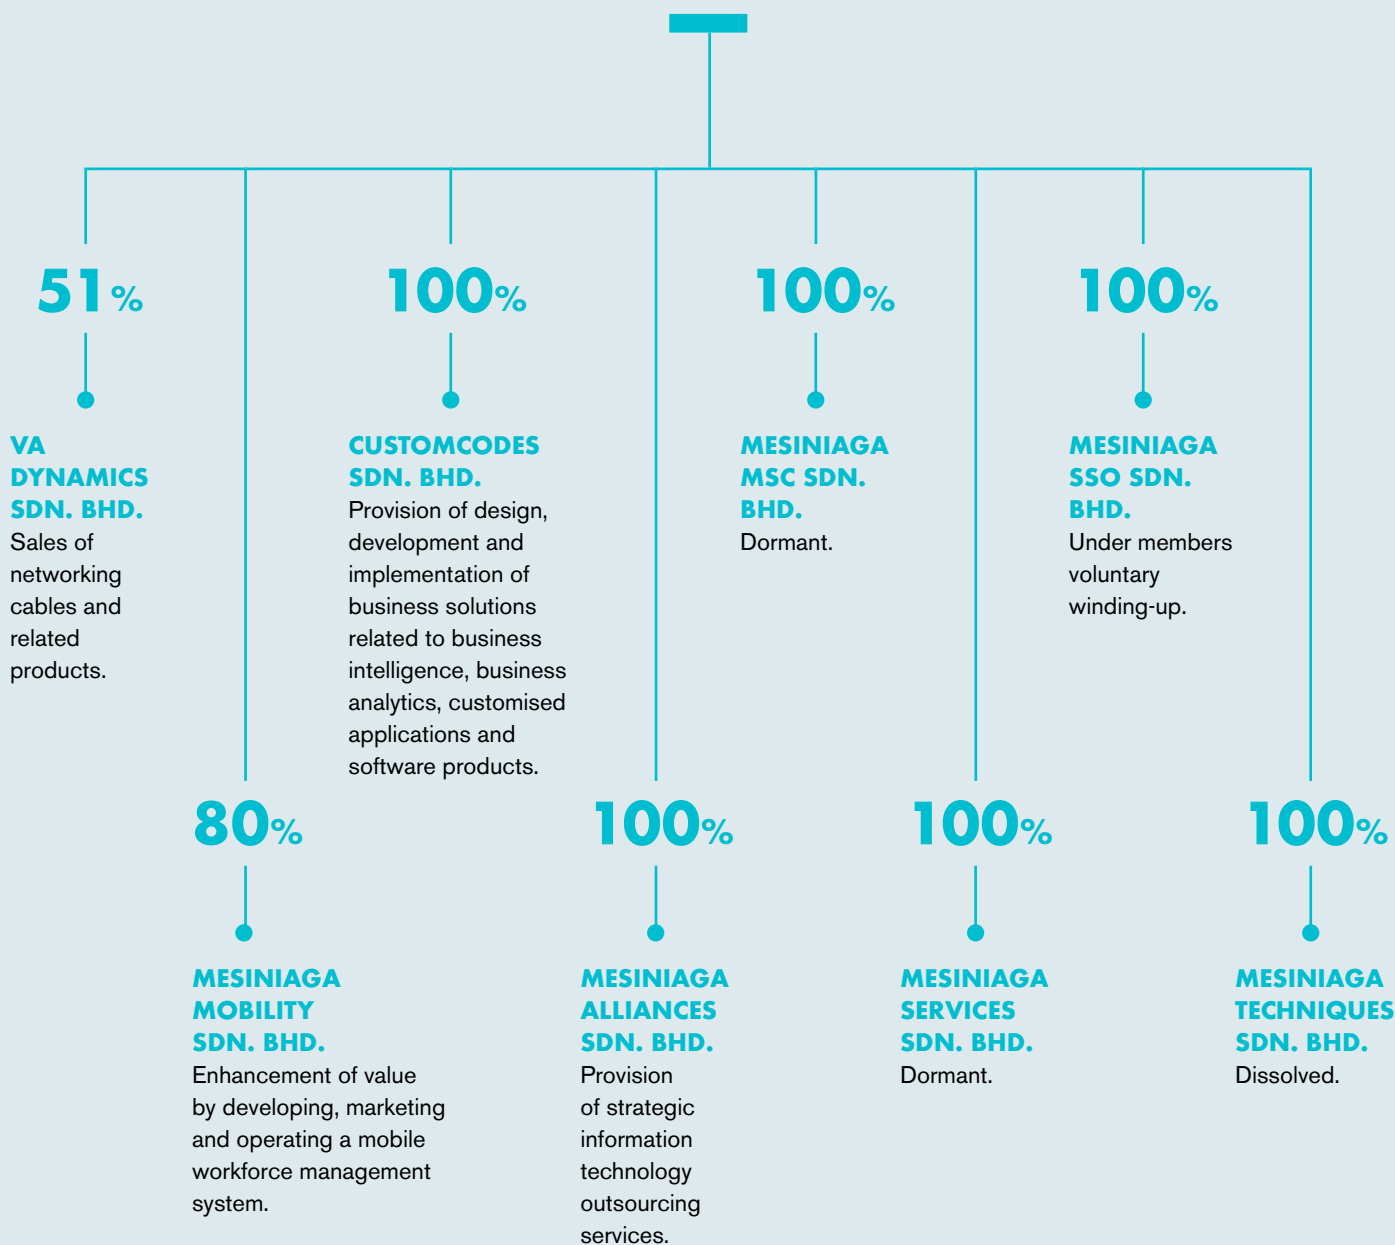 51%
VA
DYNAMICS
SDN. BHD.
Sales of
networking
cables and
related
products.
100%
CUSTOMCODES
SDN. BHD.
Provision of design,
development and
implementation of
business solutions
related to business
intelligence, business
analytics, customised
applications and
software products.
100%
MESINIAGA
MSC SDN.
BHD.
Dormant.
100%
MESINIAGA
SSO SDN.
BHD.
Under members
voluntary
winding-up.
80%
MESINIAGA
MOBILITY
SDN. BHD.
Enhancement of value
by developing, marketing
and operating a mobile
workforce management
system.
100%
MESINIAGA
ALLIANCES
SDN. BHD.
Provision
of strategic
information
technology
outsourcing
services.
100%
MESINIAGA
SERVICES
SDN. BHD.
Dormant.
100%
MESINIAGA
TECHNIQUES
SDN. BHD.
Dissolved.